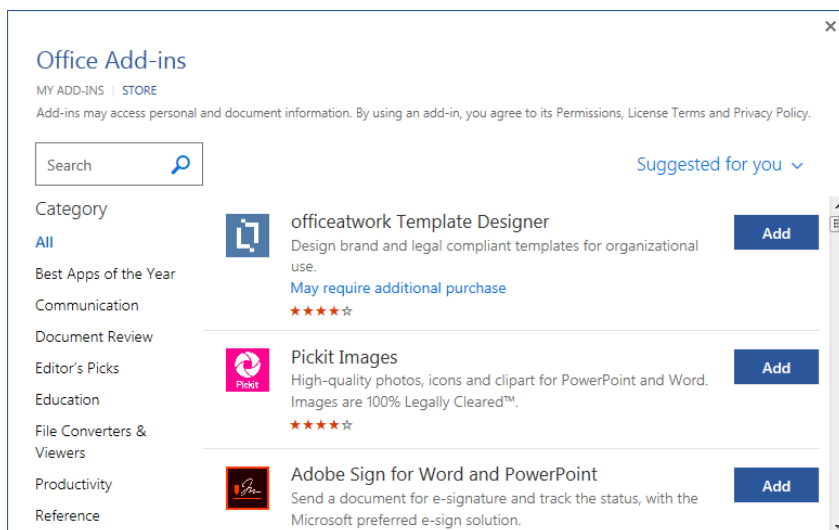 Office Add-ins
MY ADD-INS | STORE
Add-ins may access personal and document information. By using an add-in, you agree to its Permissions, License Terms and Privacy Policy.
Search
Suggested for you
Category
All
Best Apps of the Year
Communication
Document Review
Editor's Picks
Education
File Converters &
Viewers
Productivity
Reference
officeatwork Template Designer
Design brand and legal compliant templates for organizational
use.
May require additional purchase
Add
Pickit
Pickit Images
High-quality photos, icons and clipart for PowerPoint and Word.
Images are 100% Legally Cleared™.
Add
Adobe Sign for Word and PowerPoint
Send a document for e-signature and track the status, with the
Microsoft preferred e-sign solution.
Add